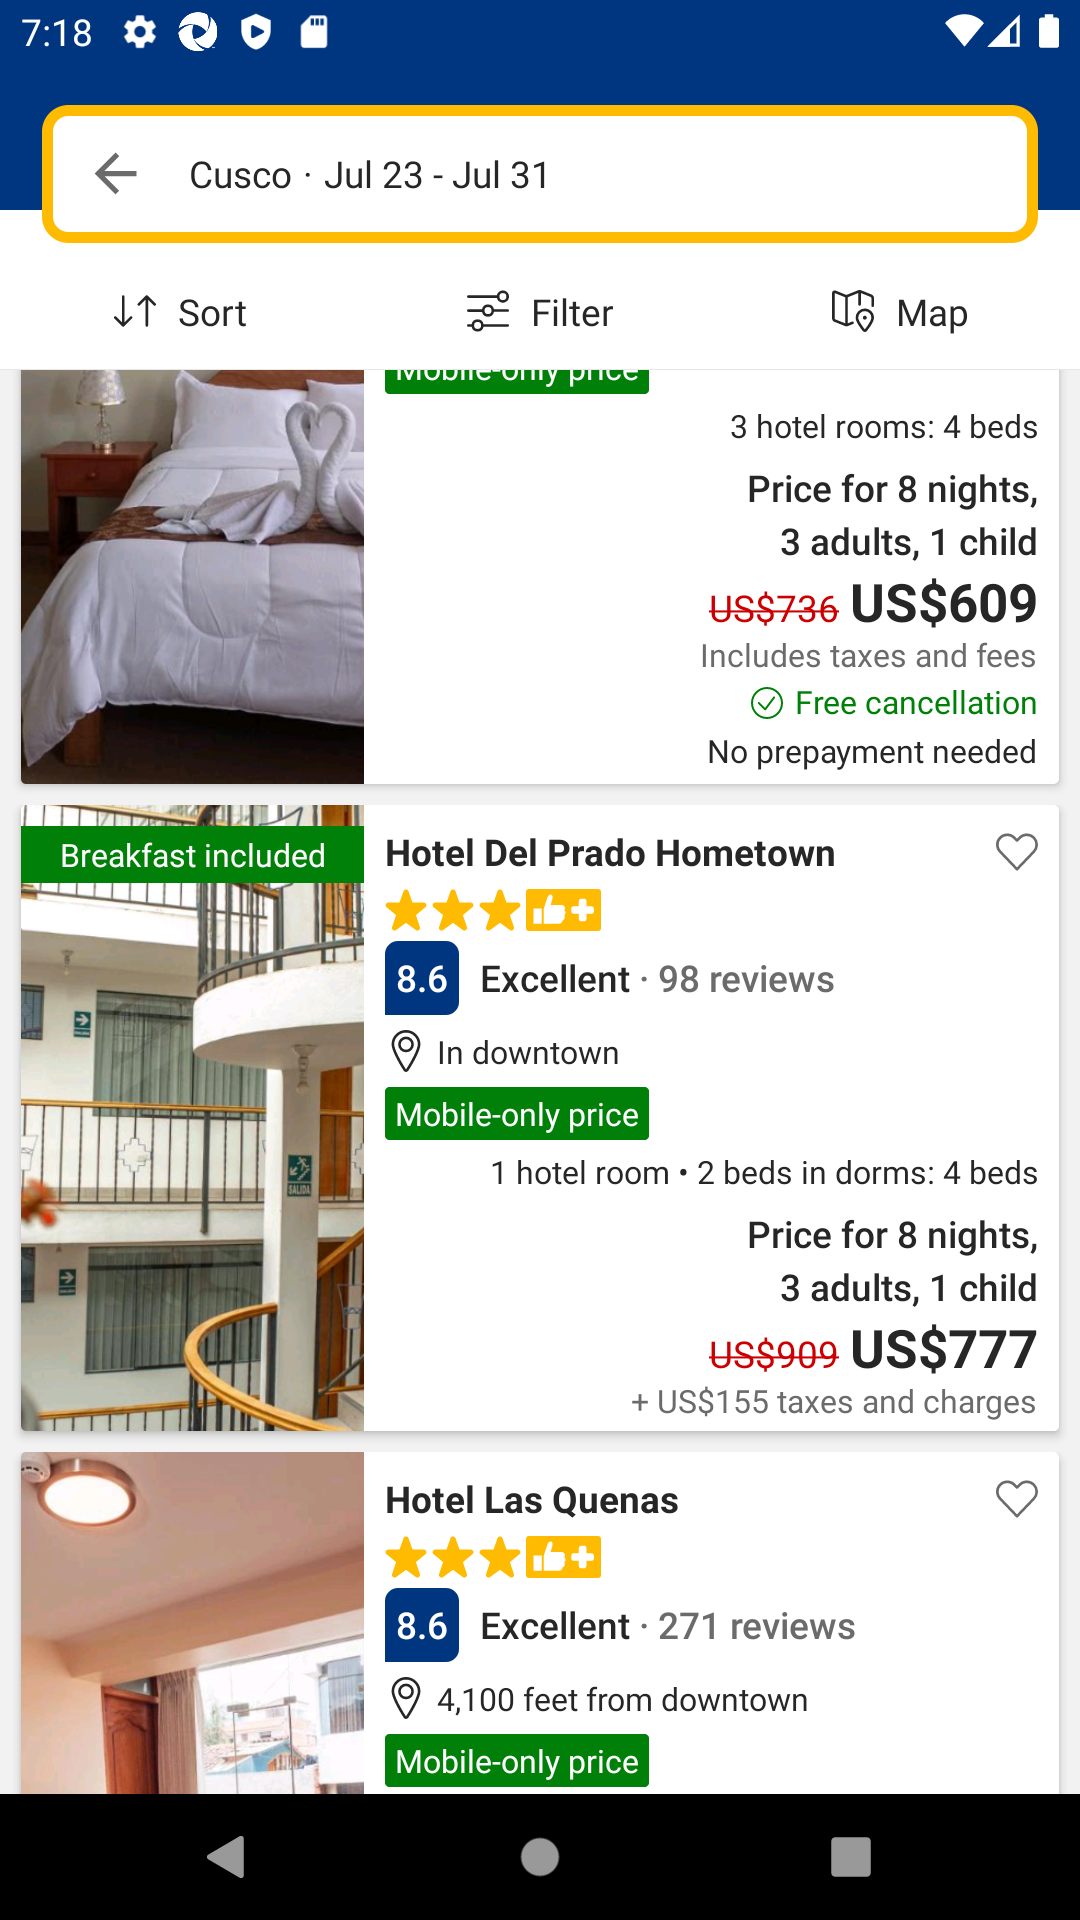 7:18
Cusco · Jul 23 - Jul 31
Sort
Filter
Map
Mobile-only price
3 hotel rooms: 4 beds
Price for 8 nights,
3 adults, 1 child
US$736 US$609
Includes taxes and fees
Free cancellation
No prepayment needed
Breakfast included
Hotel Del Prado Hometown
8.6 Excellent · 98 reviews
In downtown
Mobile-only price
1 hotel room • 2 beds in dorms: 4 beds
Price for 8 nights,
3 adults, 1 child
US$909 US$777
+ US$155 taxes and charges
SALIDA
Hotel Las Quenas
8.6 Excellent · 271 reviews
4,100 feet from downtown
Mobile-only price